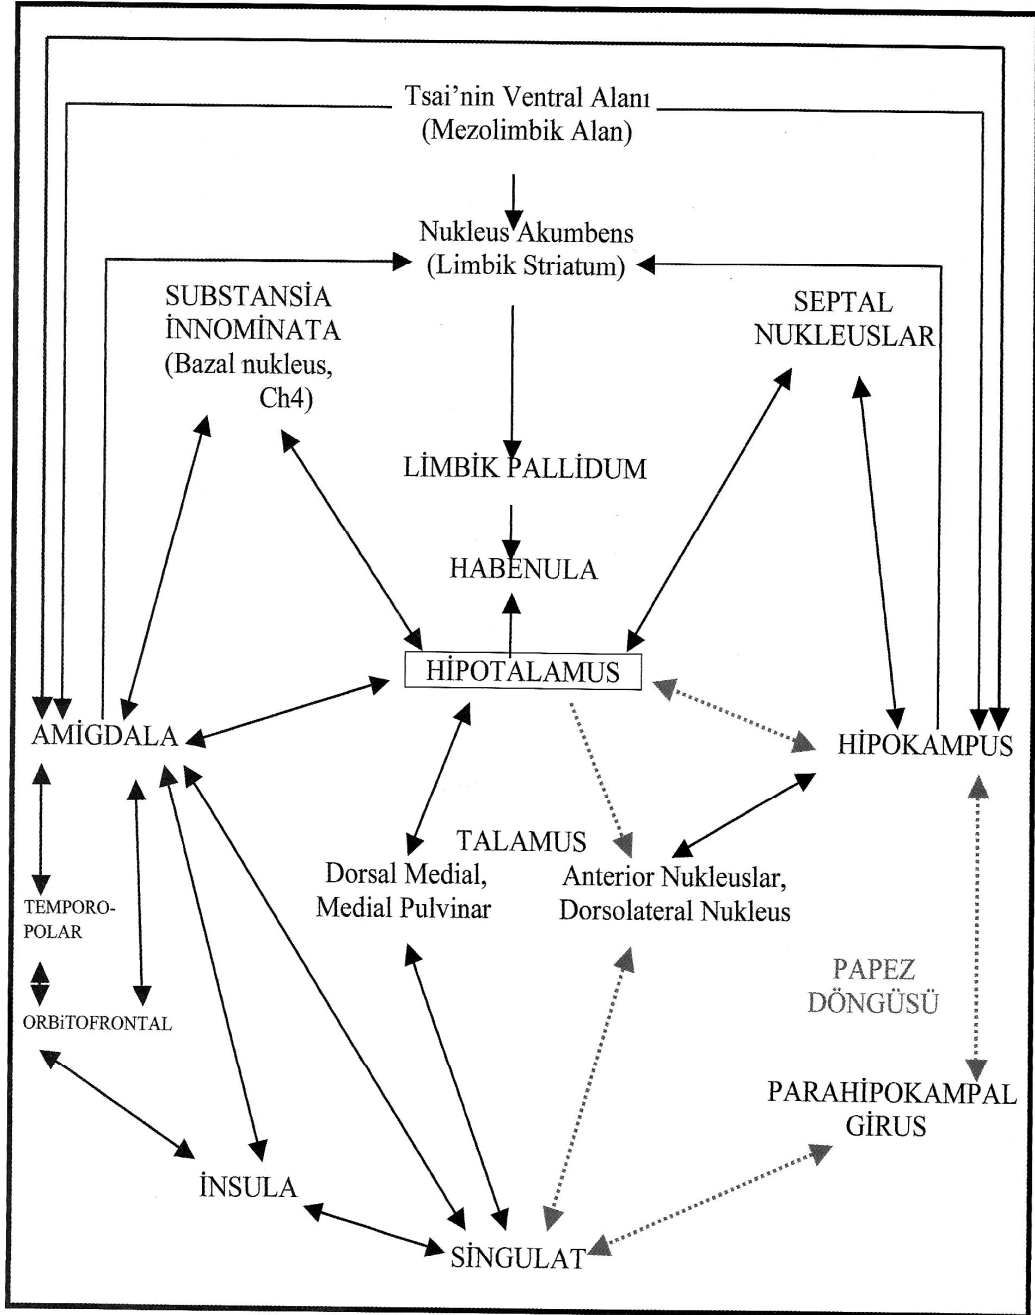 Tsai'nin Ventral Alanı
(Mezolimbik Alan)
Nukleus Akumbens
(Limbik Striatum)
SUBSTANSİA
İNNOMİNATA
(Bazal nukleus,
Ch4)
SEPTAL
NUKLEUSLAR
LİMBİK PALLİDUM
HABENULA
HİPOTALAMUS
AMİGDALA
HİPOKAMPUS
TALAMUS
Dorsal Medial,
Medial Pulvinar
Anterior Nukleuslar,
Dorsolateral Nukleus
TEMPORO-
POLAR
ORBiTOFRONTAL
PAPEZ
DÖNGÜSÜ
PARAHİPOKAMPAL
GİRUS
İNSULA
SİNGULAT